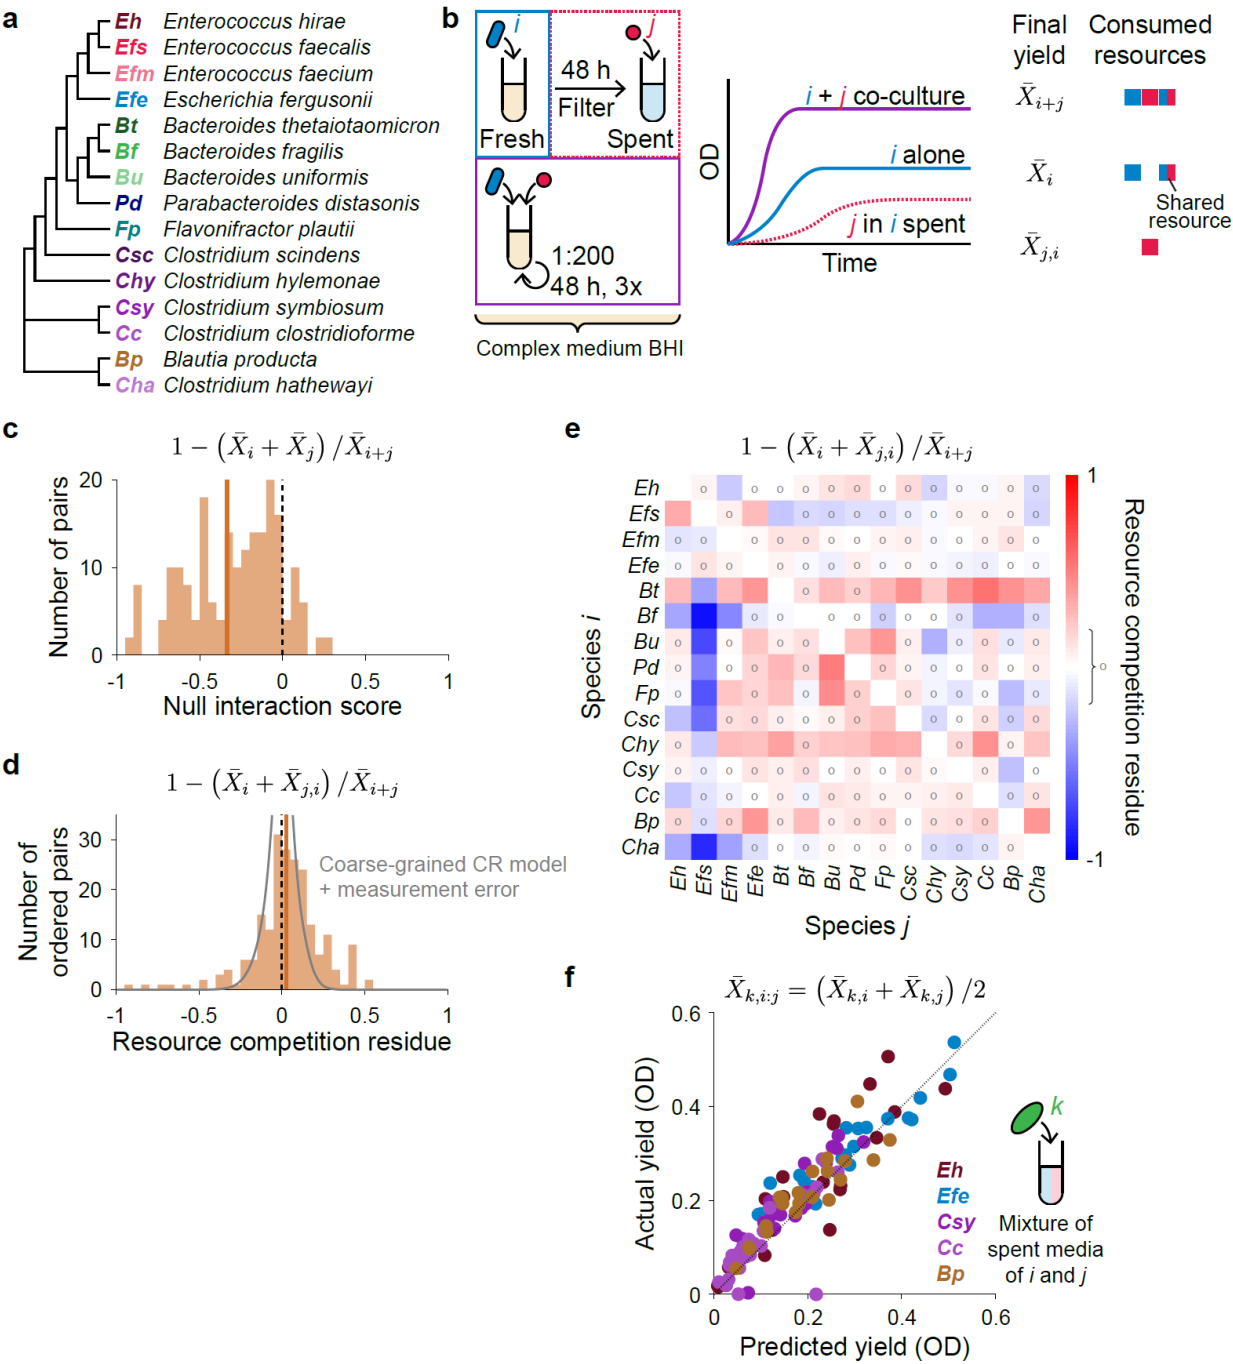 a
Eh Enterococcus hirae
Efs Enterococcus faecalis
Efm Enterococcus faecium
Efe Escherichia fergusonii
Bt Bacteroides thetaiotaomicron
Bf Bacteroides fragilis
Bu Bacteroides uniformis
Pd Parabacteroides distasonis
Fp Flavonifractor plautii
Csc Clostridium scindens
Chy Clostridium hylemonae
Csy Clostridium symbiosum
Cc Clostridium clostridioforme
Bp Blautia producta
Cha Clostridium hathewayi
b
i
j
48 h
Filter
Fresh
Spent
1:200
48 h, 3x
Complex medium BHI
OD
i + j co-culture
i alone
j in i spent
Time
Final yield
Consumed resources
X̄i+j
X̄i
Shared resource
X̄j,i
c
1 − (X̄i + X̄j) /X̄i+j
Number of pairs
20
10
0
-1 -0.5 0 0.5 1
Null interaction score
d
1 − (X̄i + X̄j,i) /X̄i+j
Number of ordered pairs
30
20
10
0
Coarse-grained CR model
+ measurement error
-1 -0.5 0 0.5 1
Resource competition residue
e
1 − (X̄i + X̄j,i) /X̄i+j
Species i
Eh
Efs
Efm
Efe
Bt
Bf
Bu
Pd
Fp
Csc
Chy
Csy
Cc
Bp
Cha
Eh Efs Efm Efe Bt Bf Bu Pd Fp Csc Chy Csy Cc Bp Cha
Species j
1
o
-1
Resource competition residue
f
X̄k,i:j = (X̄k,i + X̄k,j) /2
Actual yield (OD)
0.6
0.4
0.2
0
0 0.2 0.4 0.6
Predicted yield (OD)
Eh
Efe
Csy
Cc
Bp
k
Mixture of
spent media
of i and j